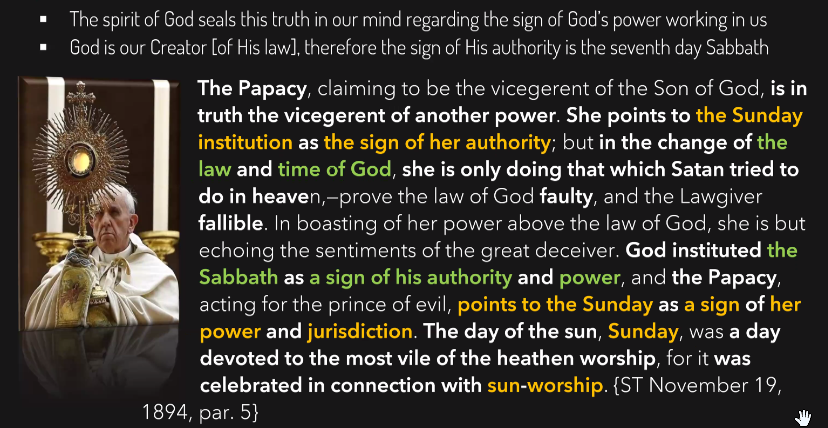 The spirit of God seals this truth in our mind regarding the sign of God's power working in us
God is our Creator [of His law], therefore the sign of His authority is the seventh day Sabbath
The Papacy, claiming to be the vicegerent of the Son of God, is in
truth the vicegerent of another power. She points to the Sunday
institution as the sign of her authority; but in the change of the
law and time of God, she is only doing that which Satan tried to
do in heaven,—prove the law of God faulty, and the Lawgiver
fallible. In boasting of her power above the law of God, she is but
echoing the sentiments of the great deceiver. God instituted the
Sabbath as a sign of his authority and power, and the Papacy,
acting for the prince of evil, points to the Sunday as a sign of her
power and jurisdiction. The day of the sun, Sunday, was a day
devoted to the most vile of the heathen worship, for it was
celebrated in connection with sun-worship. {ST November 19,
1894, par. 5}